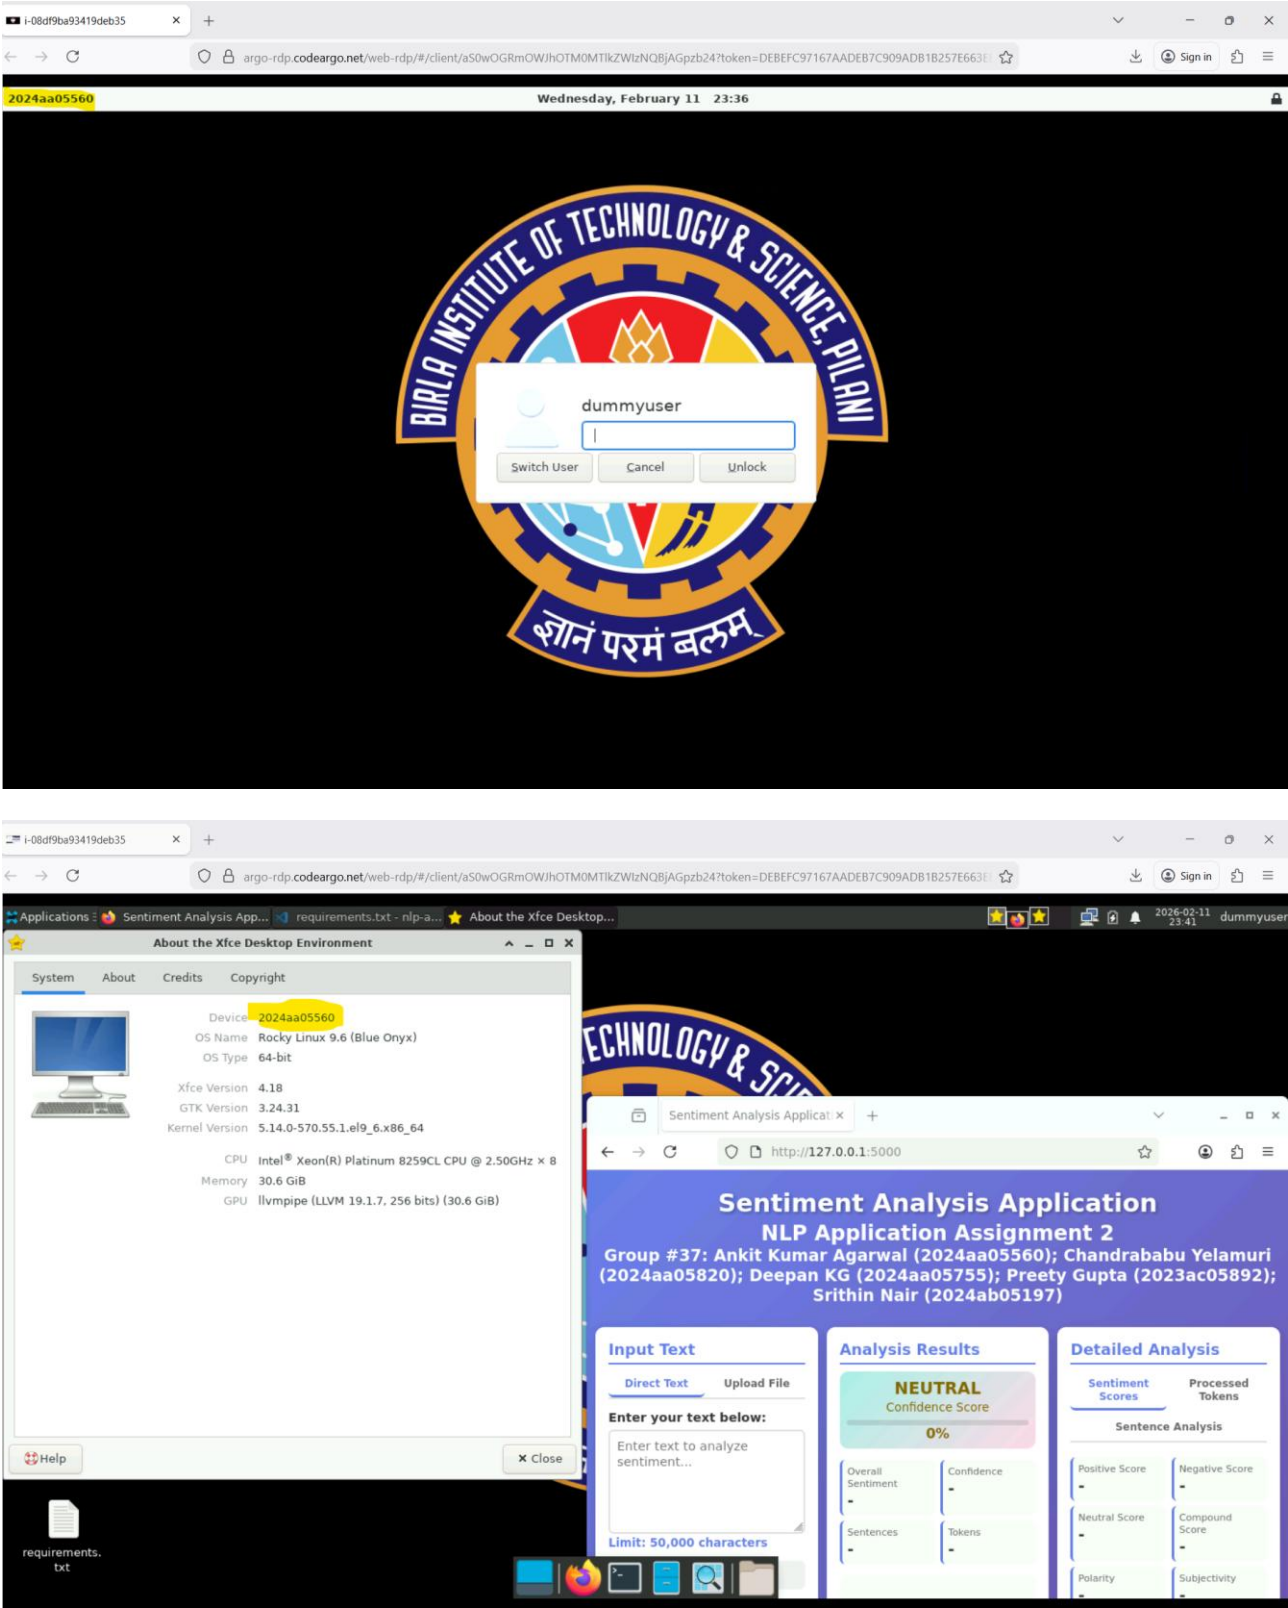 i-08df9ba93419deb35
argo-rdp.codeargo.net/web-rdp/#/client/
Sign in
2024aa05560
Wednesday, February 11 23:36
BIRLA INSTITUTE OF TECHNOLOGY & SCIENCE, PILANI
dummyuser
Switch User Cancel Unlock
ज्ञानं परमं बलम्
i-08df9ba93419deb35
argo-rdp.codeargo.net/web-rdp/#/client/
Sign in
Applications Sentiment Analysis App... requirements.txt - nlp-a... About the Xfce Desktop... 2026-02-11 dummyuser
23:41
About the Xfce Desktop Environment
System About Credits Copyright
Device 2024aa05560
OS Name Rocky Linux 9.6 (Blue Onyx)
OS Type 64-bit
Xfce Version 4.18
GTK Version 3.24.31
Kernel Version 5.14.0-570.55.1.el9_6.x86_64
CPU Intel® Xeon(R) Platinum 8259CL CPU @ 2.50GHz × 8
Memory 30.6 GiB
GPU llvmpipe (LLVM 19.1.7, 256 bits) (30.6 GiB)
Help Close
requirements.
txt
ECHNOLOGY & SCI
Sentiment Analysis Applicati
http://127.0.0.1:5000
Sentiment Analysis Application
NLP Application Assignment 2
Group #37: Ankit Kumar Agarwal (2024aa05560); Chandrababu Yelamuri
(2024aa05820); Deepan KG (2024aa05755); Preety Gupta (2023ac05892);
Srithin Nair (2024ab05197)
Input Text
Direct Text Upload File
Enter your text below:
Enter text to analyze
sentiment...
Limit: 50,000 characters
Analysis Results
NEUTRAL
Confidence Score
0%
Overall
Sentiment
-
Confidence
-
Sentences
-
Tokens
-
Detailed Analysis
Sentiment
Scores
Processed
Tokens
Sentence Analysis
Positive Score
-
Negative Score
-
Neutral Score
-
Compound
Score
-
Polarity
-
Subjectivity
-